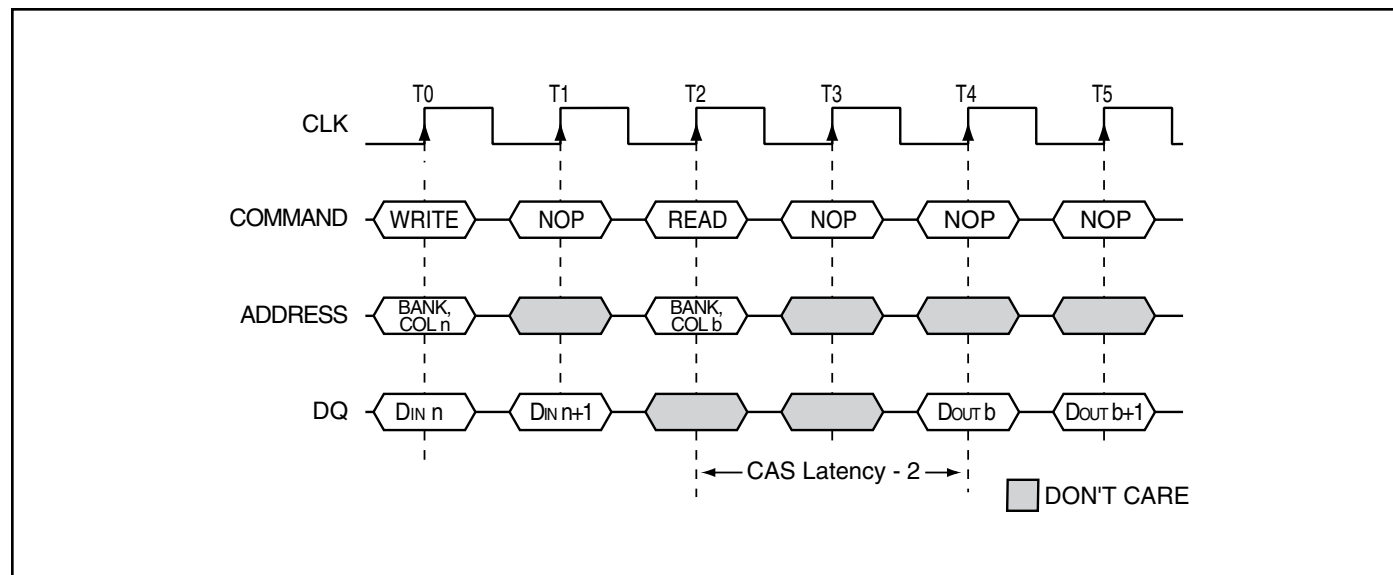 T0 T1 T2 T3 T4 T5
CLK
COMMAND WRITE NOP READ NOP NOP NOP
ADDRESS BANK, COL n BANK, COL b
DQ DIN n DIN n+1 DOUT b DOUT b+1
CAS Latency - 2
DON'T CARE